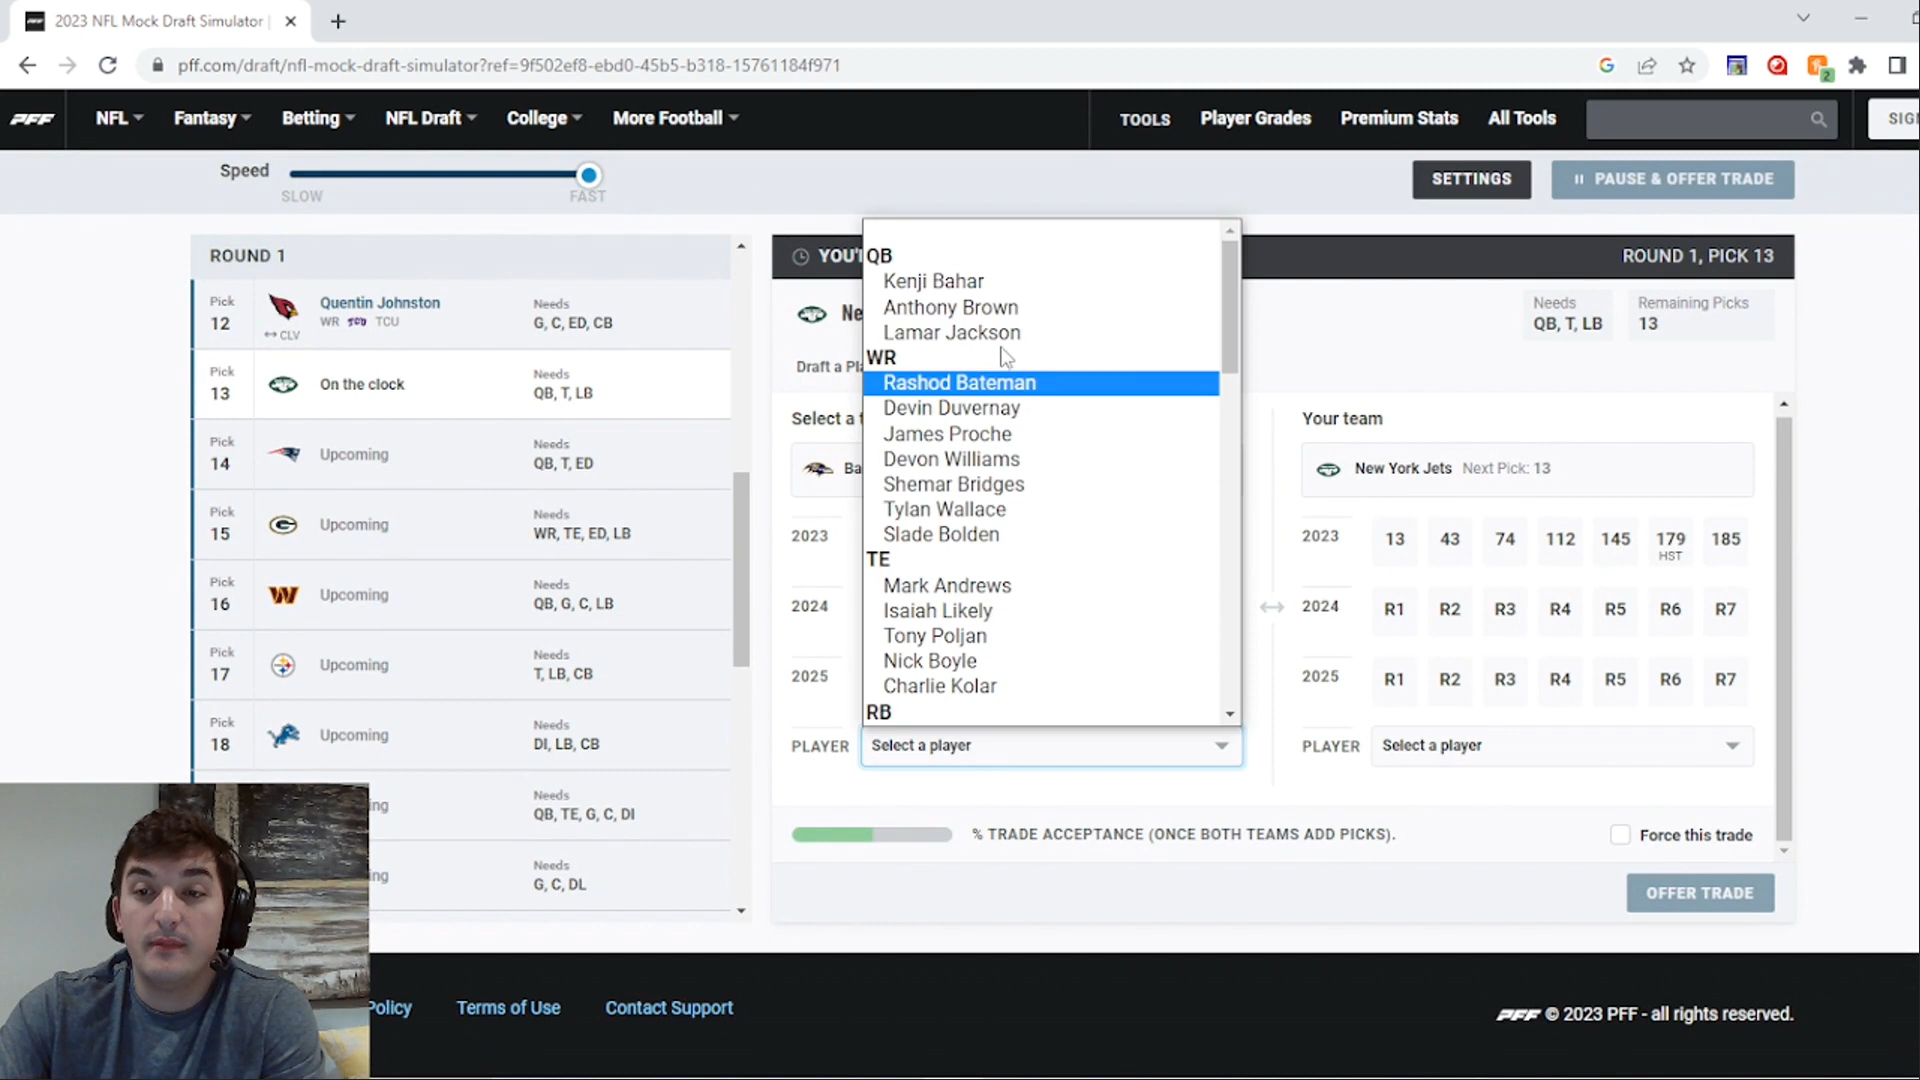 2023 NFL Mock Draft Simulator |
pff.com/draft/nfl-mock-draft-simulator?ref=9f502ef8-ebd0-45b5-b318-15761184f971
2
PFF NFL Fantasy Betting NFL Draft College More Football TOOLS Player Grades Premium Stats All Tools
Speed
SLOW FAST
SETTINGS
PAUSE & OFFER TRADE
ROUND 1
Pick 12
Quentin Johnston
WR TCU TCU
↔ CLV
Needs
G, C, ED, CB
Pick 13
On the clock
Needs
QB, T, LB
Pick 14
Upcoming
Needs
QB, T, ED
Pick 15
Upcoming
Needs
WR, TE, ED, LB
Pick 16
Upcoming
Needs
QB, G, C, LB
Pick 17
Upcoming
Needs
T, LB, CB
Pick 18
Upcoming
Needs
DI, LB, CB
Needs
QB, TE, G, C, DI
Needs
G, C, DL
ROUND 1, PICK 13
Needs
QB, T, LB
Remaining Picks
13
QB
Kenji Bahar
Anthony Brown
Lamar Jackson
WR
Rashod Bateman
Devin Duvernay
James Proche
Devon Williams
Shemar Bridges
Tylan Wallace
Slade Bolden
TE
Mark Andrews
Isaiah Likely
Tony Poljan
Nick Boyle
Charlie Kolar
RB
2023
2024
2025
PLAYER Select a player
Your team
New York Jets Next Pick: 13
2023 13 43 74 112 145 179 HST 185
2024 R1 R2 R3 R4 R5 R6 R7
2025 R1 R2 R3 R4 R5 R6 R7
PLAYER Select a player
% TRADE ACCEPTANCE (ONCE BOTH TEAMS ADD PICKS).
Force this trade
OFFER TRADE
Policy Terms of Use Contact Support
PFF © 2023 PFF - all rights reserved.